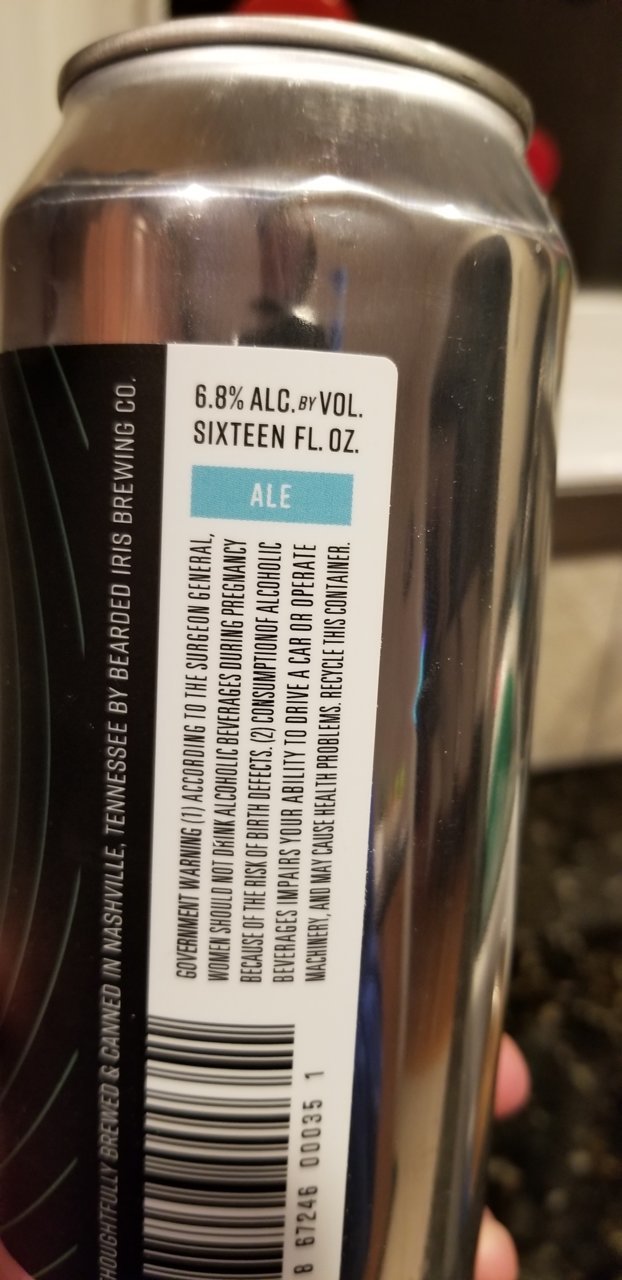 6.8% ALC. BY VOL.
SIXTEEN FL. OZ.
ALE
GOVERNMENT WARNING (1) ACCORDING TO THE SURGEON GENERAL,
WOMEN SHOULD NOT DRINK ALCOHOLIC BEVERAGES DURING PREGNANCY
BECAUSE OF THE RISK OF BIRTH DEFECTS. (2) CONSUMPTION OF ALCOHOLIC
BEVERAGES IMPAIRS YOUR ABILITY TO DRIVE A CAR OR OPERATE
MACHINERY, AND MAY CAUSE HEALTH PROBLEMS. RECYCLE THIS CONTAINER.
HOUGHTFULLY BREWED & CANNED IN NASHVILLE, TENNESSEE BY BEARDED IRIS BREWING CO.
8 67246 00035 1